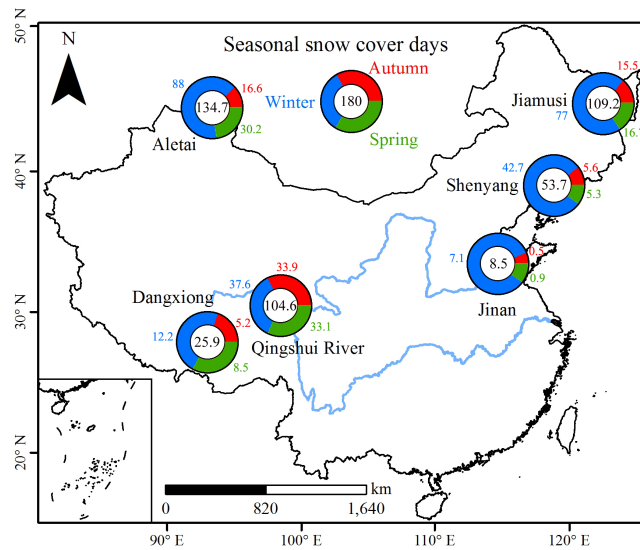 50° N
N
Seasonal snow cover days
Autumn
Winter
180
Spring
88
16.6
134.7
30.2
Aletai
15.5
Jiamusi
109.2
77
16.7
40° N
42.7
5.6
Shenyang
53.7
5.3
7.1
0.5
8.5
0.9
Jinan
33.9
37.6
104.6
33.1
Qingshui River
Dangxiong
5.2
12.2
25.9
8.5
30° N
20° N
km
0
820
1,640
90° E
100° E
110° E
120° E